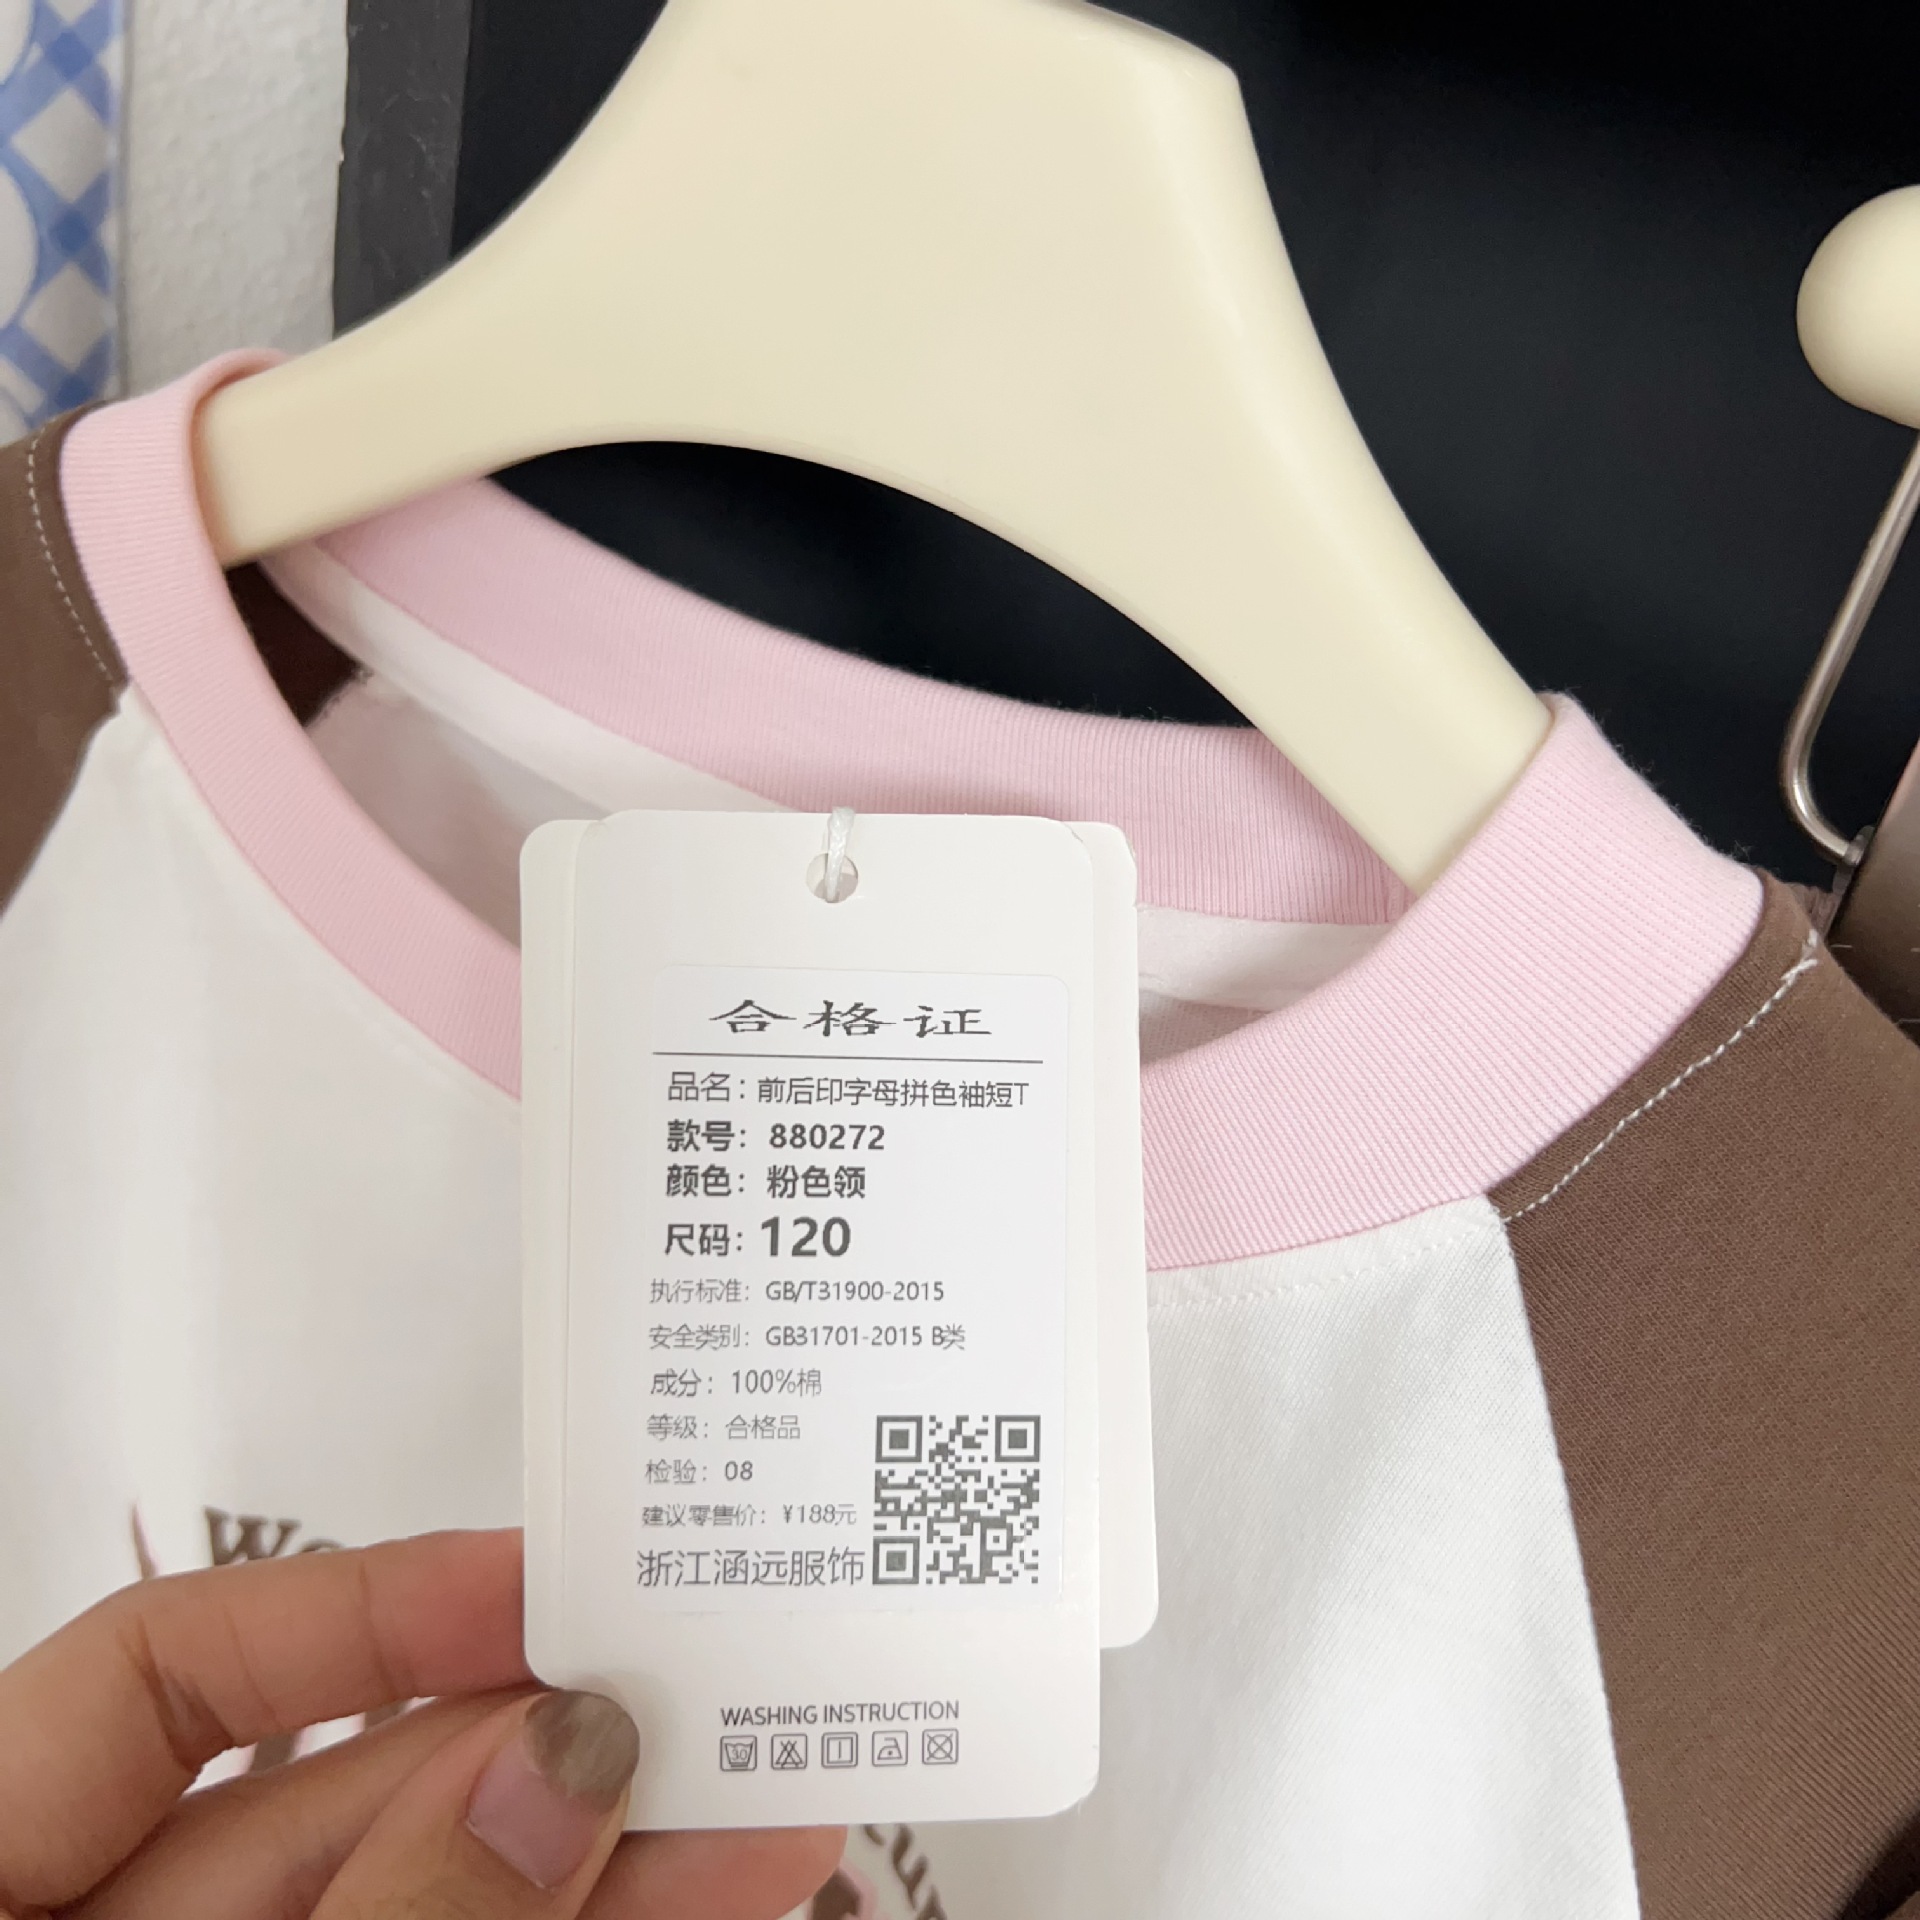 合格证
品名：前后印字母拼色袖短T
款号：880272
颜色：粉色领
尺码：120
执行标准：GB/T31900-2015
安全类别：GB31701-2015 B类
成分：100%棉
等级：合格品
检验：08
建议零售价：¥188元
浙江涵远服饰
WASHING INSTRUCTION
30